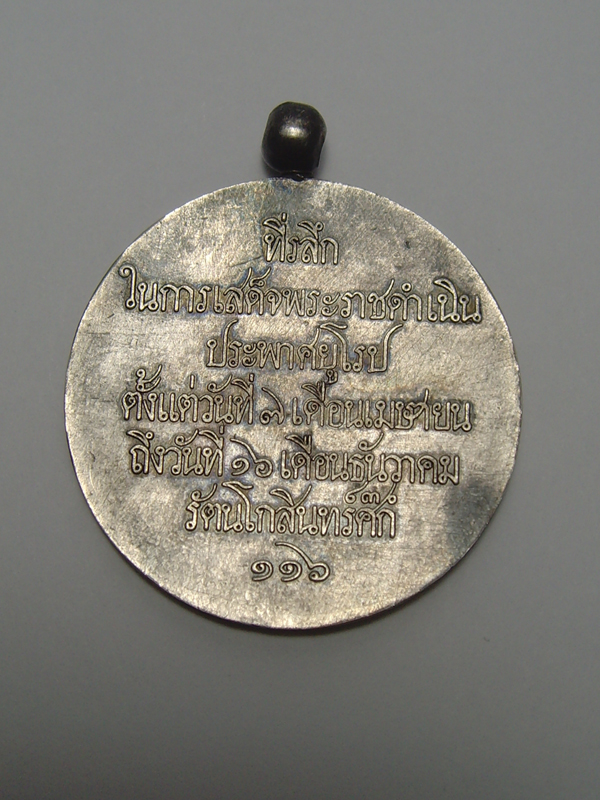 ที่รลึก
ในการเสด็จพระราชดำเนิน
ประพาศยุโรป
ตั้งแต่วันที่ ๗ เดือนเมษายน
ถึงวันที่ ๑๖ เดือนธันวาคม
รัตนโกสินทร์ศก๊
๑๑๖